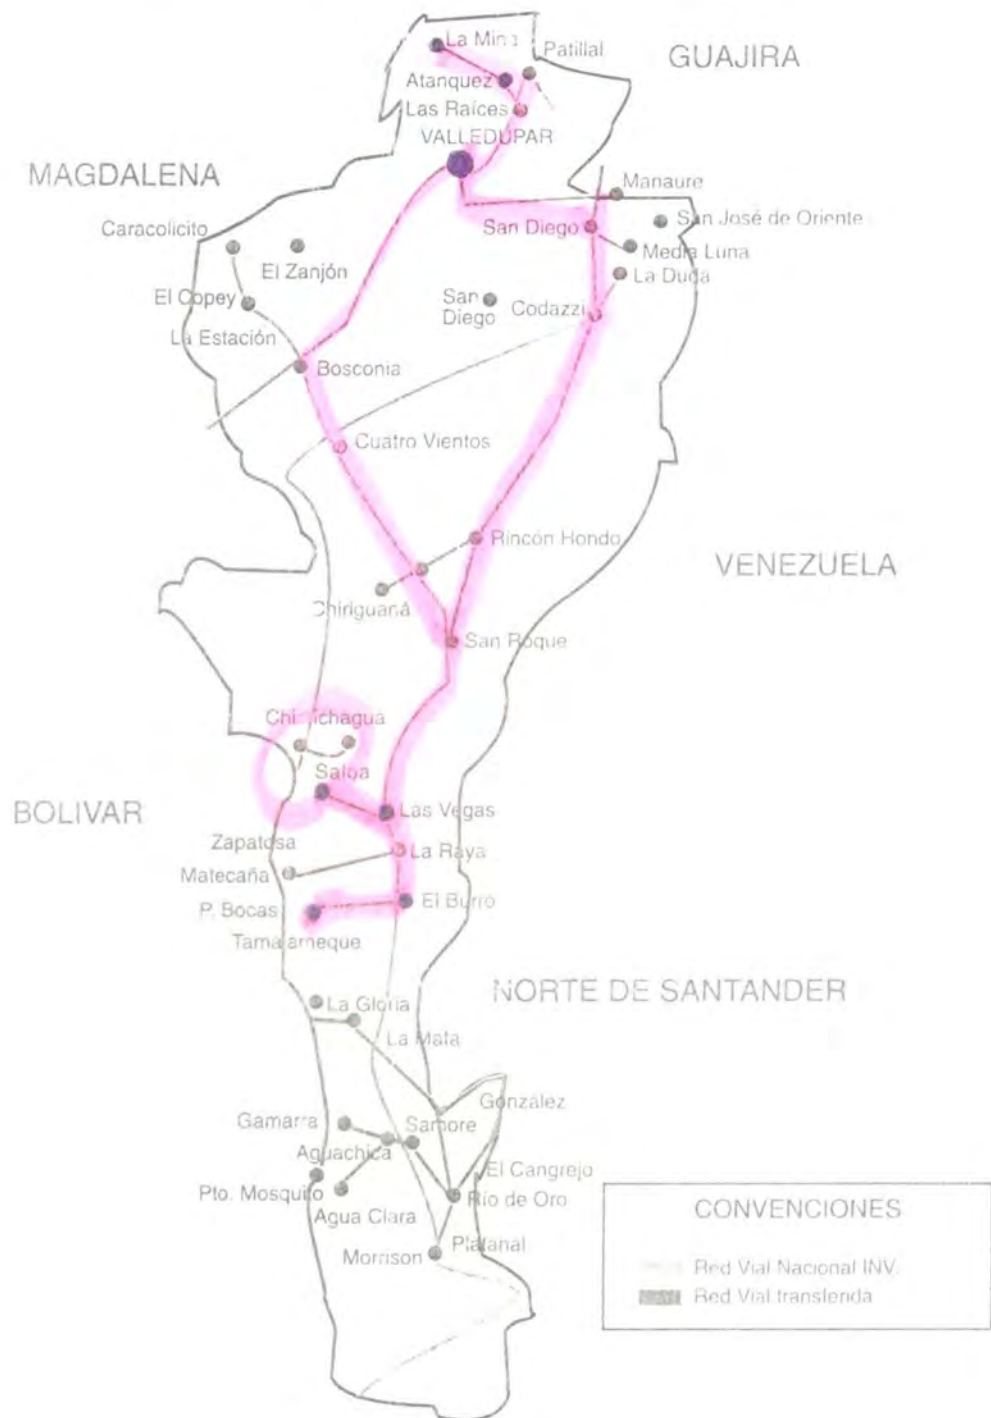 La Mina
Patillal
GUAJIRA
Atanquez
Las Raíces
VALLEDUPAR
MAGDALENA
Manaure
Caracolicito
San Diego
San José de Oriente
El Zanjón
Media Luna
La Duda
El Copey
San
Diego
Codazzi
La Estación
Bosconia
Cuatro Vientos
Rincón Hondo
VENEZUELA
Chiriguaná
San Roque
Chimichagua
Saloa
BOLIVAR
Las Vegas
Zapatosa
La Raya
Matecaña
P. Bocas
El Burro
Tamalameque
NORTE DE SANTANDER
La Gloria
La Mata
González
Gamarra
Samore
Aguachica
El Cangrejo
Pto. Mosquito
Río de Oro
Agua Clara
Platanal
Morrison
CONVENCIONES
Red Vial Nacional INV.
Red Vial transferida